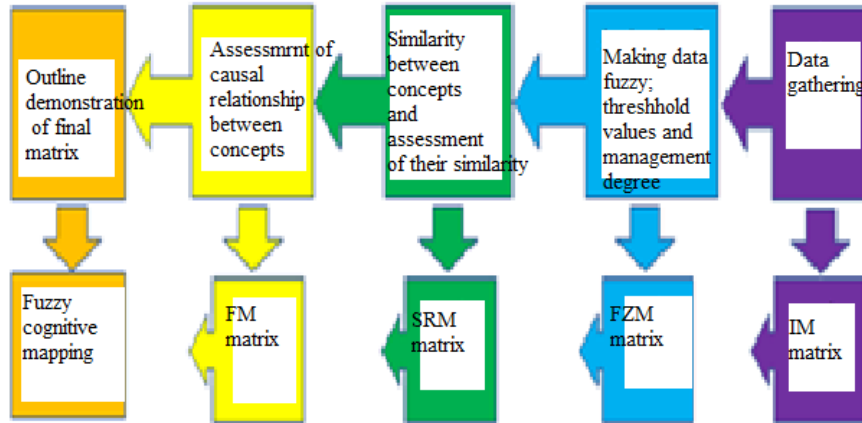 Outline
demonstration
of final
matrix
Assessmrnt of
causal
relationship
between
concepts
Similarity
between
concepts
and
assessment
of their similarity
Making data
fuzzy;
threshhold
values and
management
degree
Data
gathering
Fuzzy
cognitive
mapping
FM
matrix
SRM
matrix
FZM
matrix
IM
matrix